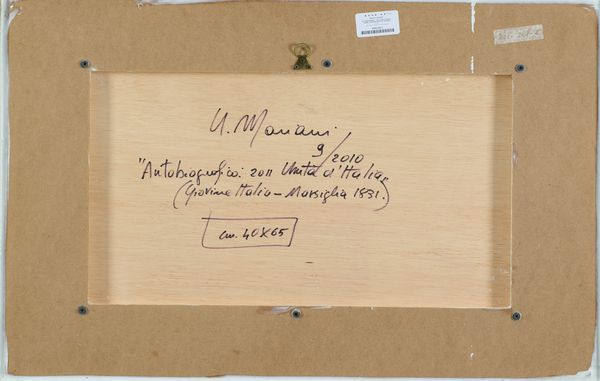 U. Mariani
9/2010
"Autobiografia: 2011 Unità d'Italia"
(Giovine Italia - Marsiglia 1831.)
cm. 40x65